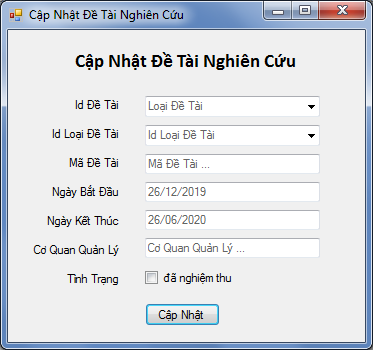 Cập Nhật Đề Tài Nghiên Cứu
Cập Nhật Đề Tài Nghiên Cứu
Id Đề Tài Loại Đề Tài
Id Loại Đề Tài Id Loại Đề Tài
Mã Đề Tài Mã Đề Tài ...
Ngày Bắt Đầu 26/12/2019
Ngày Kết Thúc 26/06/2020
Cơ Quan Quản Lý Cơ Quan Quản Lý ...
Tình Trạng đã nghiệm thu
Cập Nhật